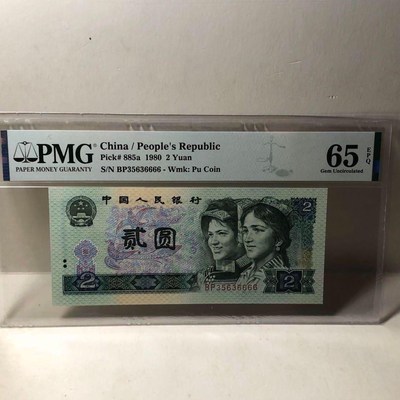 PMG
PAPER MONEY GUARANTY
China / People's Republic
Pick# 885a 1980 2 Yuan
S/N BP35636666 - Wmk: Pu Coin
65 EPQ
Gem Uncirculated
中国人民银行
2
贰圆
2
2
BP35636666